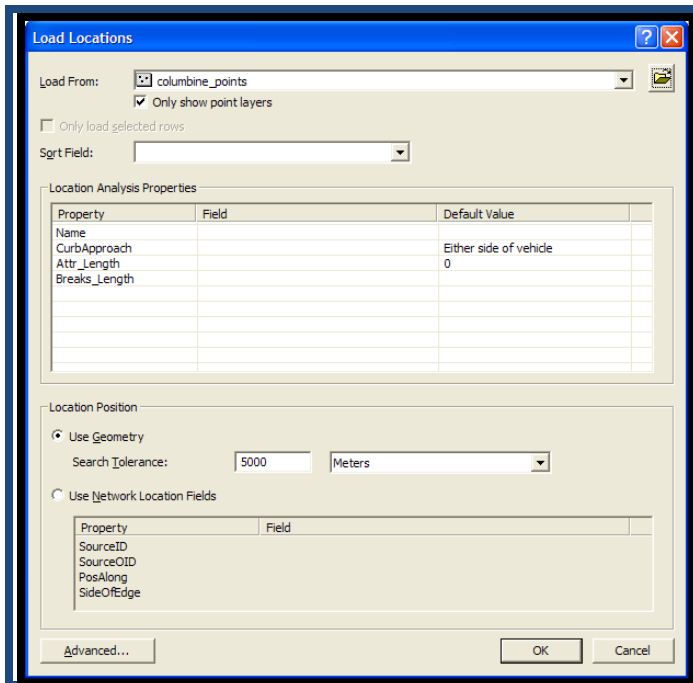 Load Locations
Load From: columbine_points
Only show point layers
Only load selected rows
Sort Field:
Location Analysis Properties
Property Field Default Value
Name
CurbApproach Either side of vehicle
Attr_Length 0
Breaks_Length
Location Position
Use Geometry
Search Tolerance: 5000 Meters
Use Network Location Fields
Property Field
SourceID
SourceOID
PosAlong
SideOfEdge
Advanced... OK Cancel